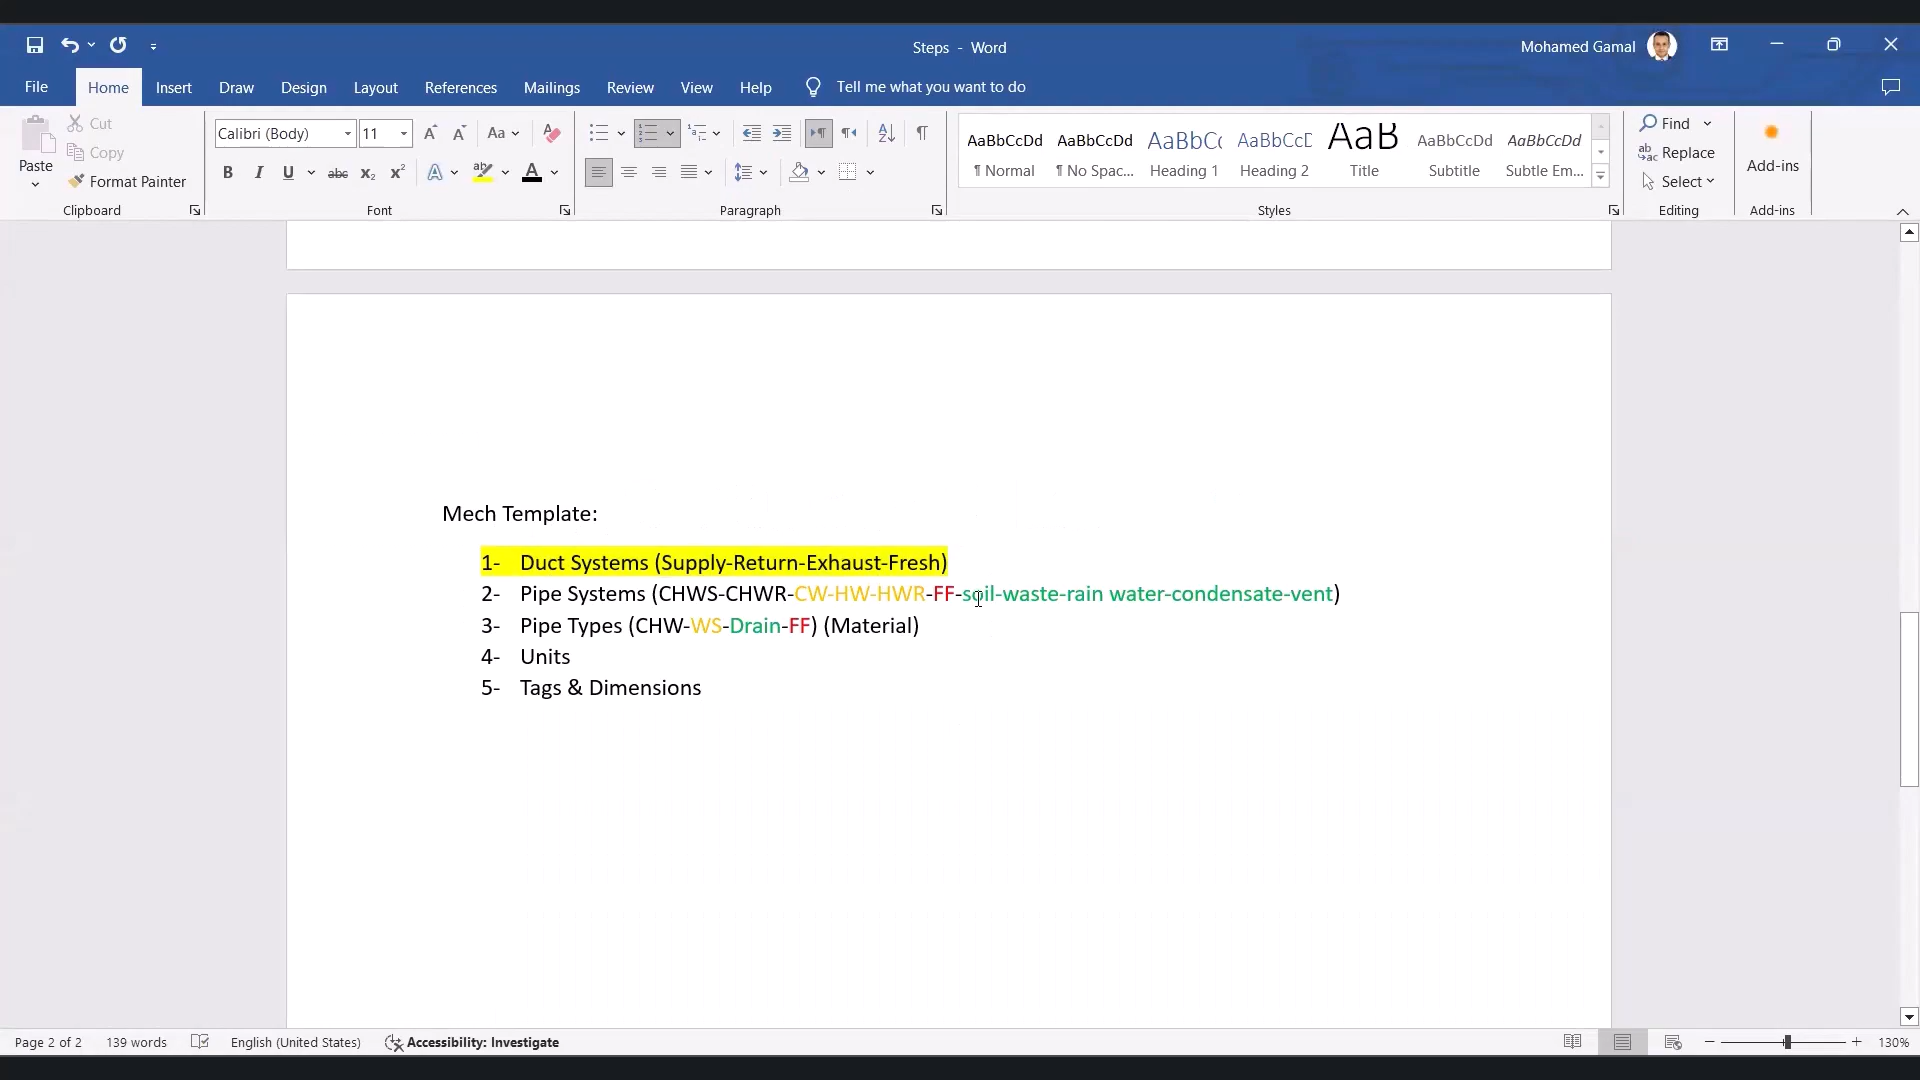 Steps - Word
Mohamed Gamal
File Home Insert Draw Design Layout References Mailings Review View Help Tell me what you want to do
Paste
Cut
Copy
Format Painter
Clipboard
Calibri (Body) 11
Font
Paragraph
AaBbCcDd AaBbCcDd AaBbCc AaBbCcD AaB AaBbCcDd AaBbCcDd
¶ Normal ¶ No Spac... Heading 1 Heading 2 Title Subtitle Subtle Em...
Styles
Find
Replace
Select
Editing
Add-ins
Add-ins
Mech Template:
1- Duct Systems (Supply-Return-Exhaust-Fresh)
2- Pipe Systems (CHWS-CHWR-CW-HW-HWR-FF-soil-waste-rain water-condensate-vent)
3- Pipe Types (CHW-WS-Drain-FF) (Material)
4- Units
5- Tags & Dimensions
Page 2 of 2 139 words English (United States) Accessibility: Investigate 130%